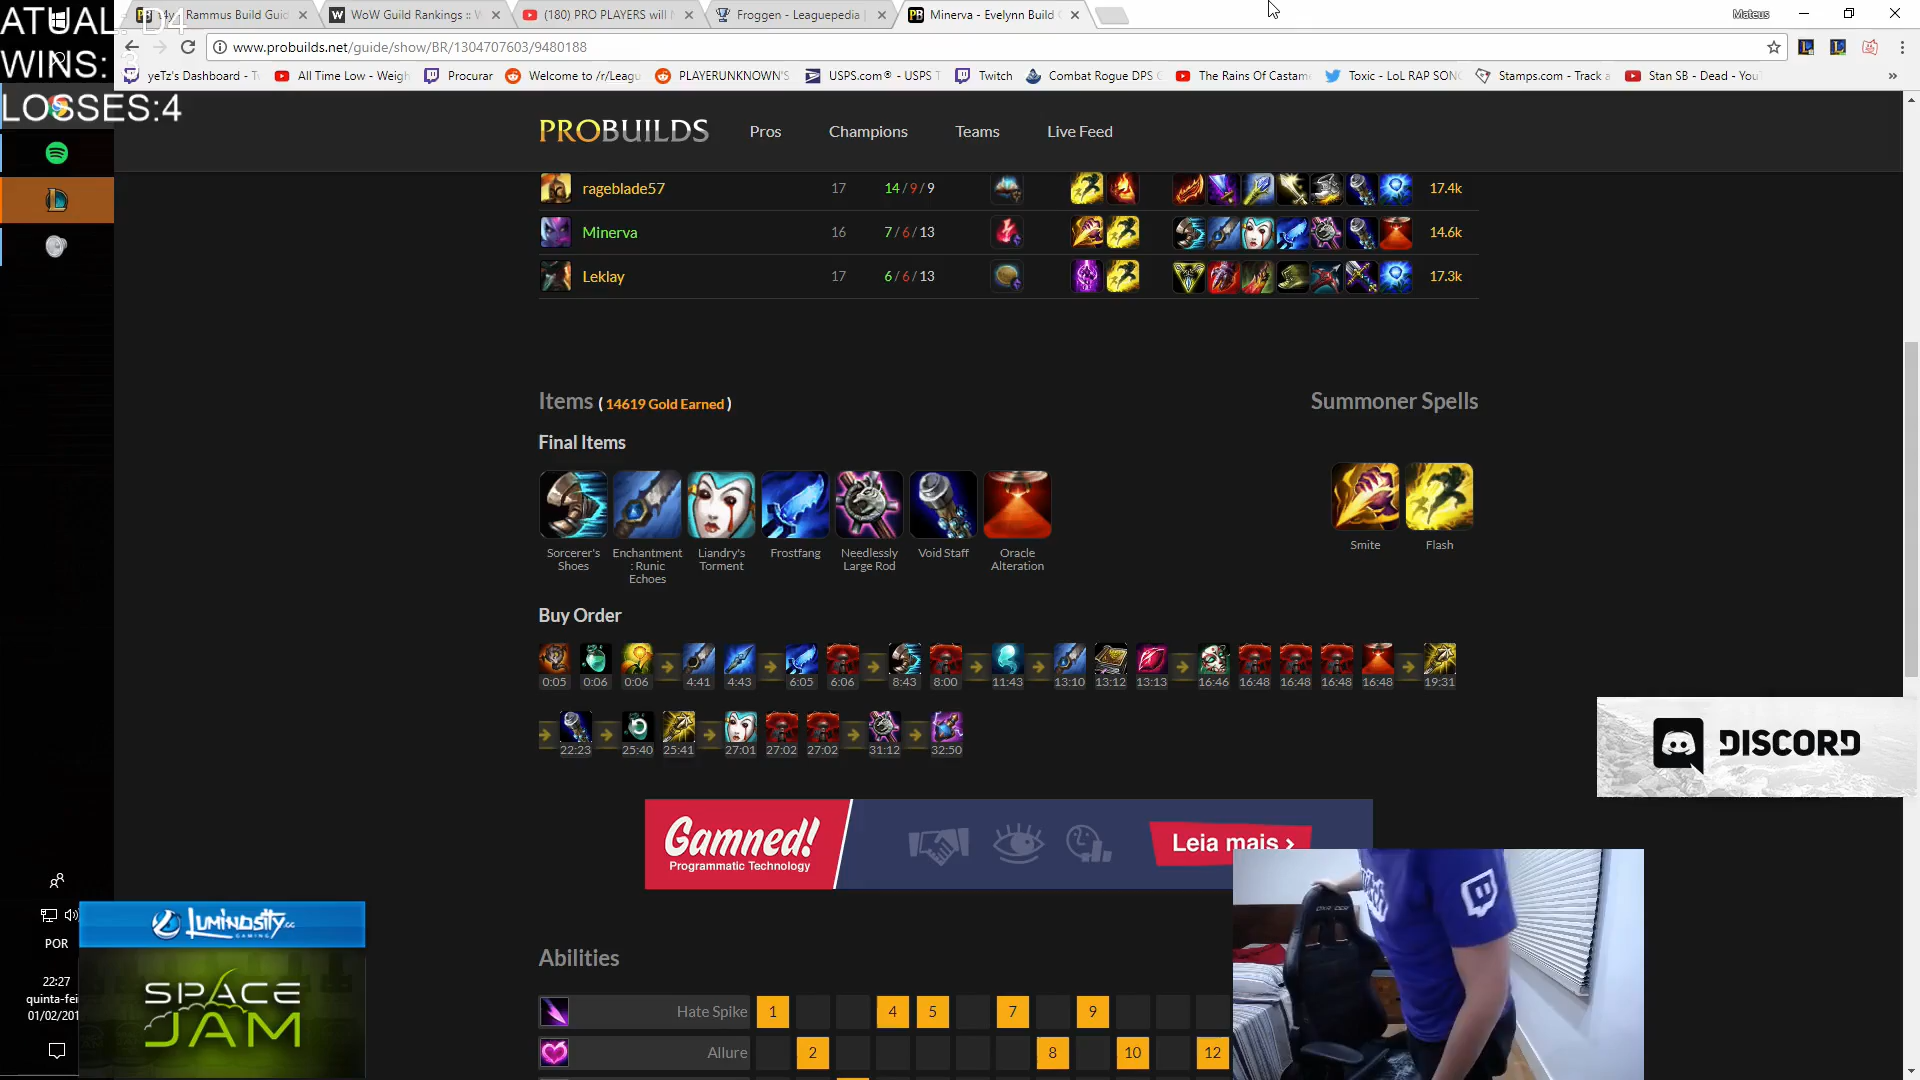 ATUAL: D4
WINS: 3
LOSSES:4
Rammus Build Guid
WoW Guild Rankings ::
(180) PRO PLAYERS will
Froggen - Leaguepedia |
Minerva - Evelynn Build
Mateus
www.probuilds.net/guide/show/BR/1304707603/9480188
yeTz's Dashboard - Tw
All Time Low - Weigh
Procurar
Welcome to /r/Leagu
PLAYERUNKNOWN'S
USPS.com® - USPS T
Twitch
Combat Rogue DPS
The Rains Of Castam
Toxic - LoL RAP SONG
Stamps.com - Track a
Stan SB - Dead - You
PROBUILDS
Pros
Champions
Teams
Live Feed
rageblade57 17 14 / 9 / 9 17.4k
Minerva 16 7 / 6 / 13 14.6k
Leklay 17 6 / 6 / 13 17.3k
Items ( 14619 Gold Earned )
Summoner Spells
Final Items
Sorcerer's Shoes
Enchantment : Runic Echoes
Liandry's Torment
Frostfang
Needlessly Large Rod
Void Staff
Oracle Alteration
Smite
Flash
Buy Order
0:05 0:06 0:06 4:41 4:43 6:05 6:06 8:43 8:00 11:43 13:10 13:12 13:13 16:46 16:48 16:48 16:48 16:48 19:31
22:23 25:40 25:41 27:01 27:02 27:02 31:12 32:50
DISCORD
Gamned!
Programmatic Technology
Leia mais ›
Abilities
Hate Spike 1 4 5 7 9
Allure 2 8 10 12
POR
22:27
quinta-fei
01/02/201
LUMINOSITY.CC
GAMING
SPACE
JAM